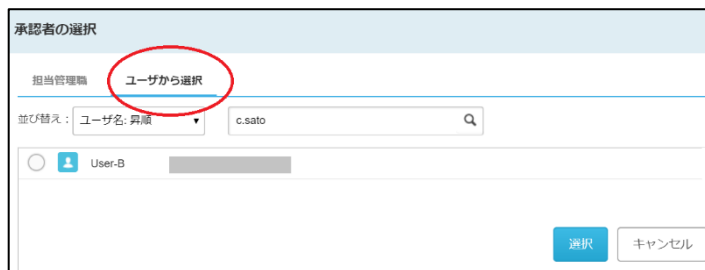 承認者の選択
担当管理職 ユーザから選択
並び替え： ユーザ名: 昇順 c.sato
User-B
選択 キャンセル